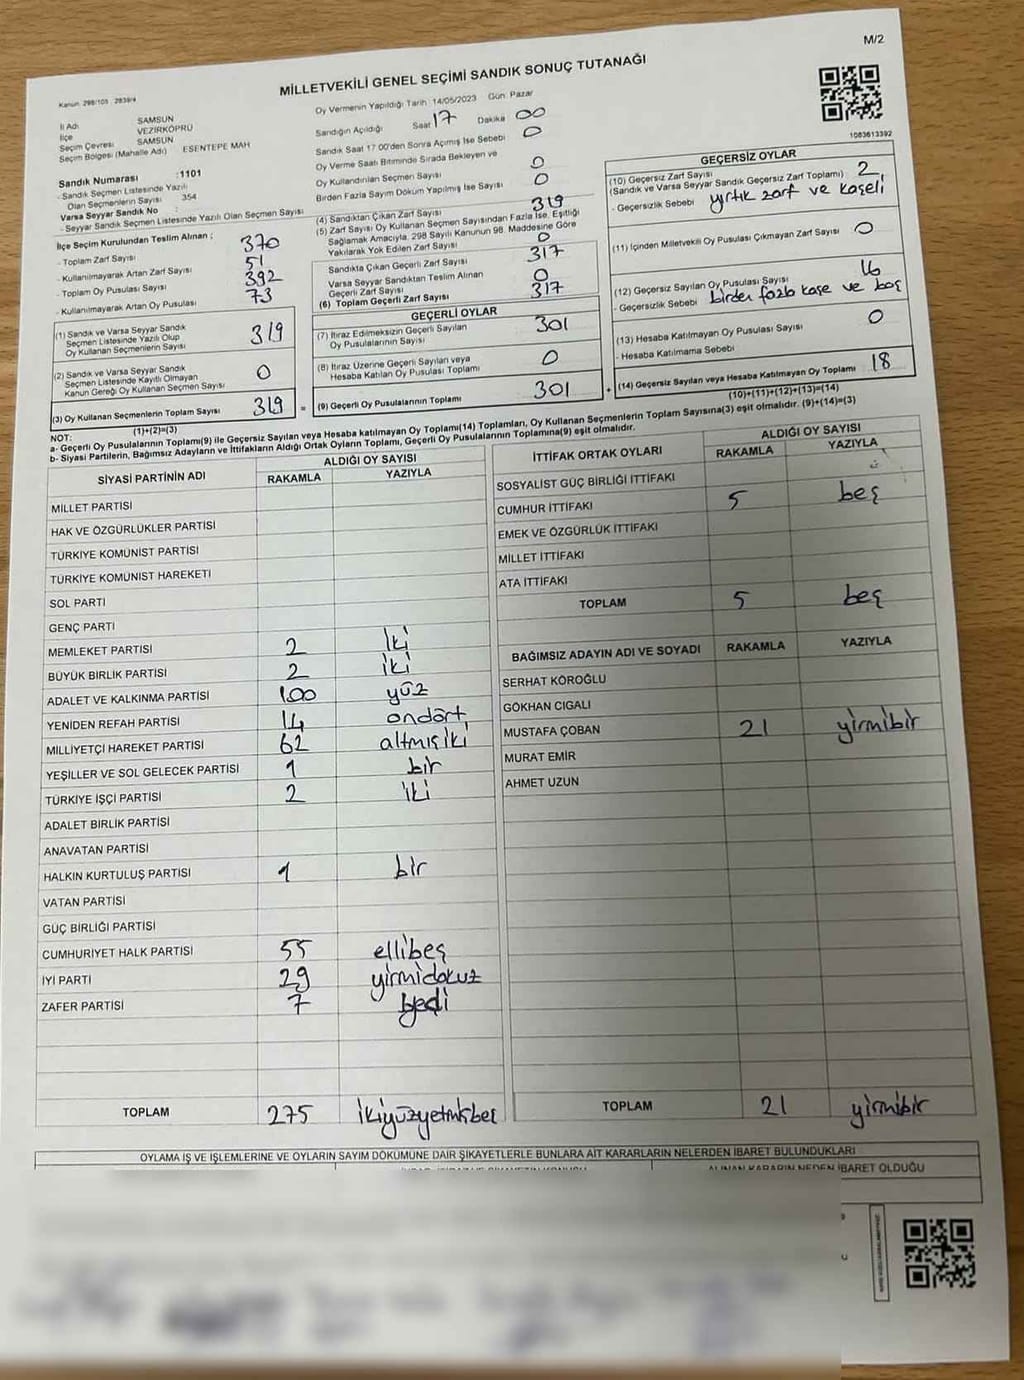 M/2
MİLLETVEKİLİ GENEL SEÇİMİ SANDIK SONUÇ TUTANAĞI
Kanun: 298/105 2839/4
Oy Vermenin Yapıldığı Tarih: 14/05/2023 Gün: Pazar
İl Adı SAMSUN
İlçe VEZİRKÖPRÜ
Seçim Çevresi SAMSUN
Seçim Bölgesi (Mahalle Adı) ESENTEPE MAH
Sandığın Açıldığı Saat 17 Dakika 00
Sandık Saat 17.00'den Sonra Açılmış İse Sebebi 0
Oy Verme Saati Bitiminde Sırada Bekleyen ve
Oy Kullandırılan Seçmen Sayısı 0
Birden Fazla Sayım Döküm Yapılmış İse Sayısı 0
1083613392
Sandık Numarası :1101
- Sandık Seçmen Listesinde Yazılı
Olan Seçmenlerin Sayısı 354
Varsa Seyyar Sandık No :
- Seyyar Sandık Seçmen Listesinde Yazılı Olan Seçmen Sayısı
İlçe Seçim Kurulundan Teslim Alınan ;
- Toplam Zarf Sayısı 370
- Kullanılmayarak Artan Zarf Sayısı 51
- Toplam Oy Pusulası Sayısı 392
- Kullanılmayarak Artan Oy Pusulası 73
(1) Sandık ve Varsa Seyyar Sandık
Seçmen Listesinde Yazılı Olup
Oy Kullanan Seçmenlerin Sayısı 319
(2) Sandık ve Varsa Seyyar Sandık
Seçmen Listesinde Kayıtlı Olmayan
Kanun Gereği Oy Kullanan Seçmen Sayısı 0
(3) Oy Kullanan Seçmenlerin Toplam Sayısı 319
(1)+(2)=(3)
(4) Sandıktan Çıkan Zarf Sayısı 319
(5) Zarf Sayısı Oy Kullanan Seçmen Sayısından Fazla İse, Eşitliği
Sağlamak Amacıyla, 298 Sayılı Kanunun 98. Maddesine Göre
Yakılarak Yok Edilen Zarf Sayısı 0
Sandıkta Çıkan Geçerli Zarf Sayısı 317
Varsa Seyyar Sandıktan Teslim Alınan
Geçerli Zarf Sayısı 0
(6) Toplam Geçerli Zarf Sayısı 317
GEÇERLİ OYLAR
(7) İtiraz Edilmeksizin Geçerli Sayılan
Oy Pusulasının Sayısı 301
(8) İtiraz Üzerine Geçerli Sayılan veya
Hesaba Katılan Oy Pusulası Toplamı 0
= (9) Geçerli Oy Pusulalarının Toplamı 301 +
GEÇERSİZ OYLAR
(10) Geçersiz Zarf Sayısı 2
(Sandık ve Varsa Seyyar Sandık Geçersiz Zarf Toplamı)
- Geçersizlik Sebebi yırtık zarf ve kaşeli
(11) İçinden Milletvekili Oy Pusulası Çıkmayan Zarf Sayısı 0
(12) Geçersiz Sayılan Oy Pusulası Sayısı 16
- Geçersizlik Sebebi birden fazla kaşe ve boş
(13) Hesaba Katılmayan Oy Pusulası Sayısı 0
- Hesaba Katılmama Sebebi
(14) Geçersiz Sayılan veya Hesaba Katılmayan Oy Toplamı 18
(10)+(11)+(12)+(13)=(14)
NOT:
a- Geçerli Oy Pusulalarının Toplamı(9) ile Geçersiz Sayılan veya Hesaba katılmayan Oy Toplamı(14) Toplamları, Oy Kullanan Seçmenlerin Toplam Sayısına(3) eşit olmalıdır. (9)+(14)=(3)
b- Siyasi Partilerin, Bağımsız Adayların ve İttifakların Aldığı Ortak Oyların Toplamı, Geçerli Oy Pusulalarının Toplamına(9) eşit olmalıdır.
SİYASİ PARTİNİN ADI ALDIĞI OY SAYISI
RAKAMLA YAZIYLA
MİLLET PARTİSİ
HAK VE ÖZGÜRLÜKLER PARTİSİ
TÜRKİYE KOMÜNİST PARTİSİ
TÜRKİYE KOMÜNİST HAREKETİ
SOL PARTİ
GENÇ PARTİ
MEMLEKET PARTİSİ 2 iki
BÜYÜK BİRLİK PARTİSİ 2 iki
ADALET VE KALKINMA PARTİSİ 100 yüz
YENİDEN REFAH PARTİSİ 14 ondört
MİLLİYETÇİ HAREKET PARTİSİ 62 altmışiki
YEŞİLLER VE SOL GELECEK PARTİSİ 1 bir
TÜRKİYE İŞÇİ PARTİSİ 2 iki
ADALET BİRLİK PARTİSİ
ANAVATAN PARTİSİ
HALKIN KURTULUŞ PARTİSİ 1 bir
VATAN PARTİSİ
GÜÇ BİRLİĞİ PARTİSİ
CUMHURİYET HALK PARTİSİ 55 ellibeş
İYİ PARTİ 29 yirmidokuz
ZAFER PARTİSİ 7 yedi
TOPLAM 275 ikiyüzyetmişbeş
İTTİFAK ORTAK OYLARI ALDIĞI OY SAYISI
RAKAMLA YAZIYLA
SOSYALİST GÜÇ BİRLİĞİ İTTİFAKI
CUMHUR İTTİFAKI 5 beş
EMEK VE ÖZGÜRLÜK İTTİFAKI
MİLLET İTTİFAKI
ATA İTTİFAKI
TOPLAM 5 beş
BAĞIMSIZ ADAYIN ADI VE SOYADI RAKAMLA YAZIYLA
SERHAT KÖROĞLU
GÖKHAN CIGALI
MUSTAFA ÇOBAN 21 yirmibir
MURAT EMİR
AHMET UZUN
TOPLAM 21 yirmibir
OYLAMA İŞ VE İŞLEMLERİNE VE OYLARIN SAYIM DÖKÜMÜNE DAİR ŞİKAYETLERLE BUNLARA AİT KARARLARIN NELERDEN İBARET BULUNDUKLARI
ALINAN KARARIN NEDEN İBARET OLDUĞU